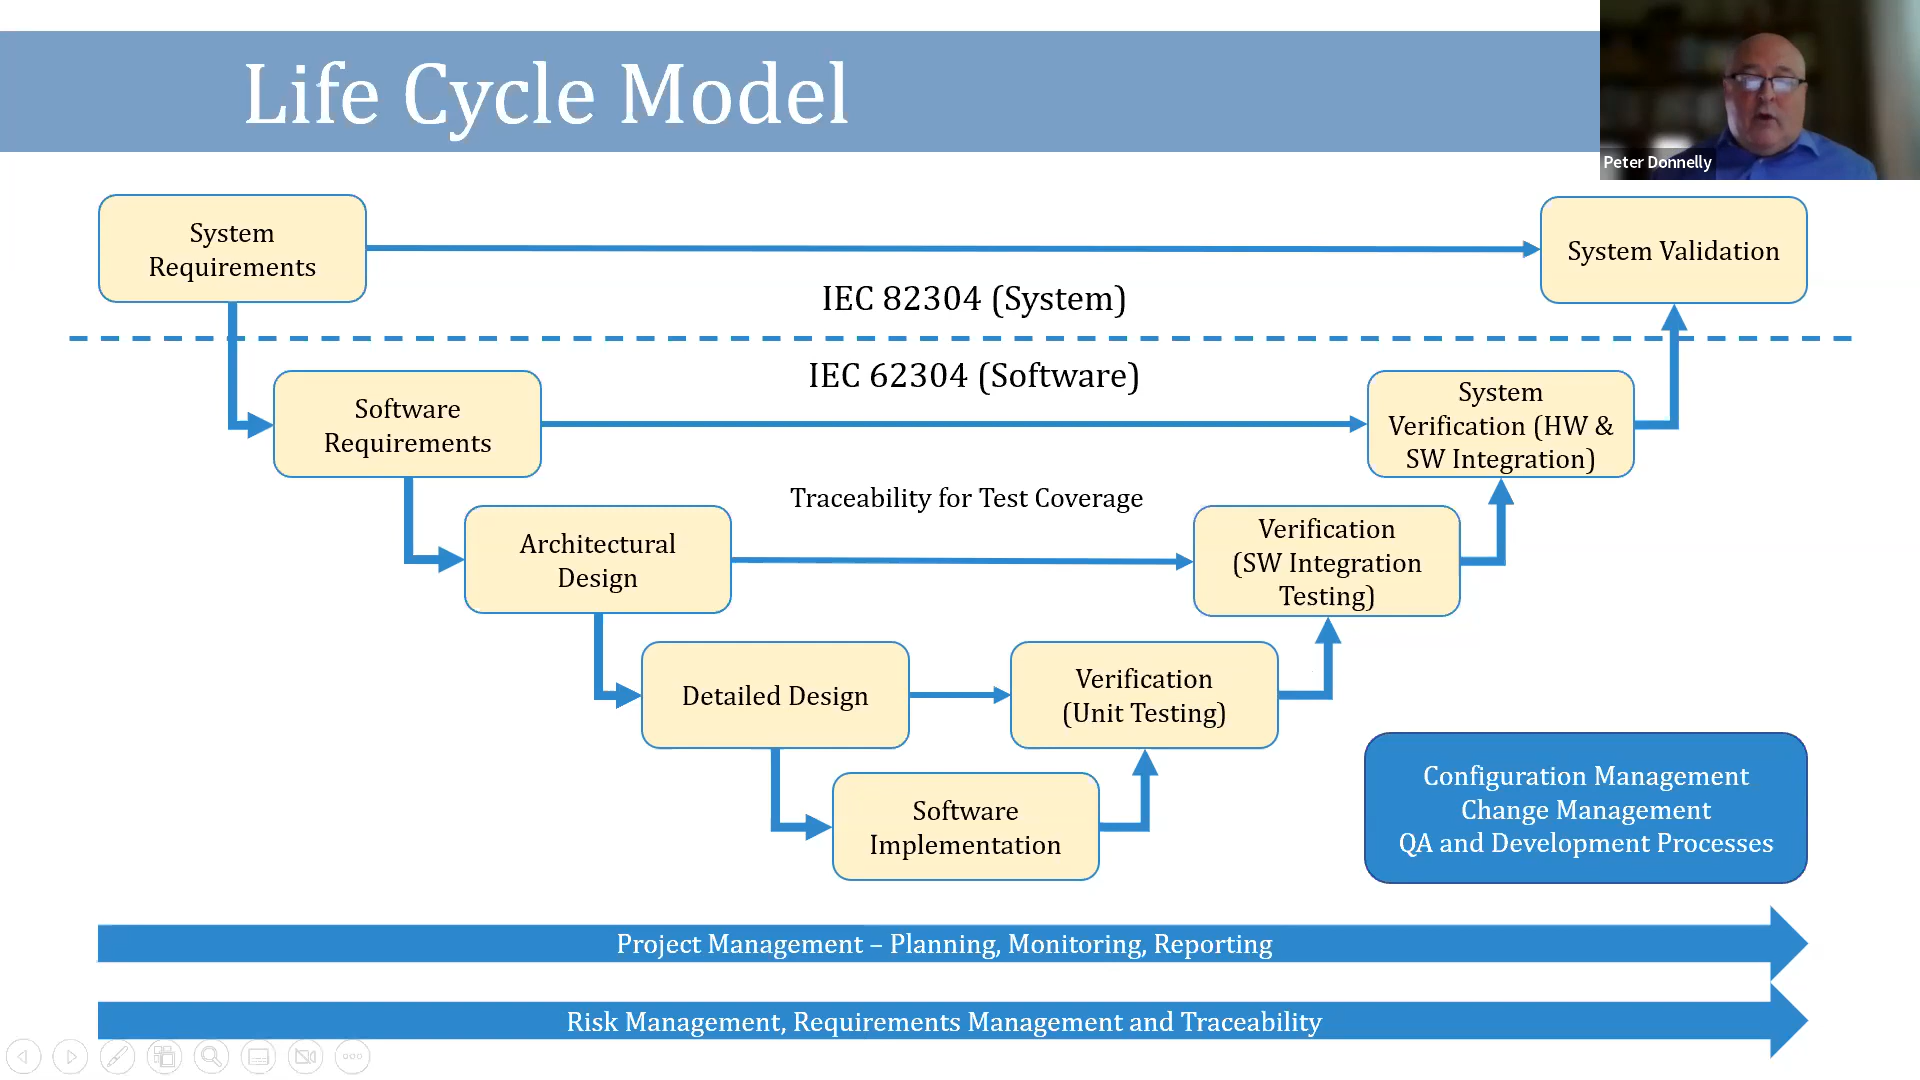 Life Cycle Model
Peter Donnelly
System
Requirements
System Validation
IEC 82304 (System)
IEC 62304 (Software)
Software
Requirements
System
Verification (HW &
SW Integration)
Traceability for Test Coverage
Architectural
Design
Verification
(SW Integration
Testing)
Detailed Design
Verification
(Unit Testing)
Software
Implementation
Configuration Management
Change Management
QA and Development Processes
Project Management – Planning, Monitoring, Reporting
Risk Management, Requirements Management and Traceability